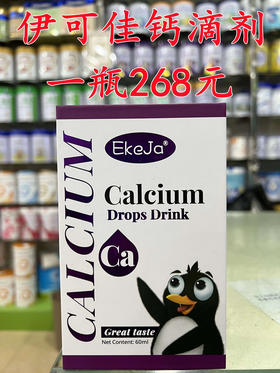 伊可佳钙滴剂
一瓶268元
EkeJa®
CALCIUM
Calcium
Drops Drink
Ca
Great taste
Net Content: 60ml